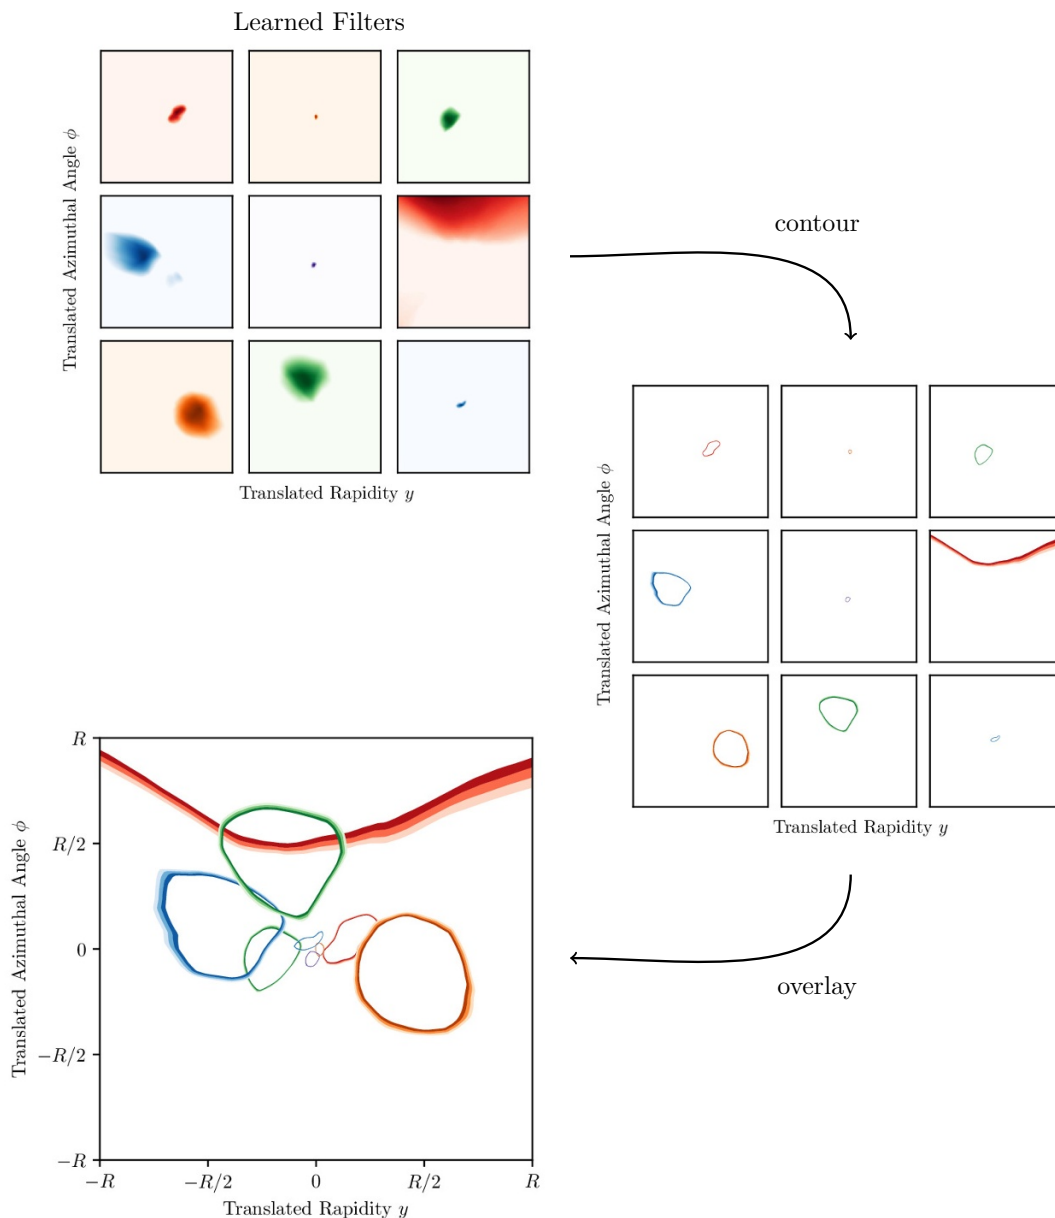 Learned Filters
Translated Azimuthal Angle ϕ
Translated Rapidity y
contour
Translated Azimuthal Angle ϕ
Translated Rapidity y
overlay
Translated Azimuthal Angle ϕ
R
R/2
0
−R/2
−R
−R
−R/2
0
R/2
R
Translated Rapidity y